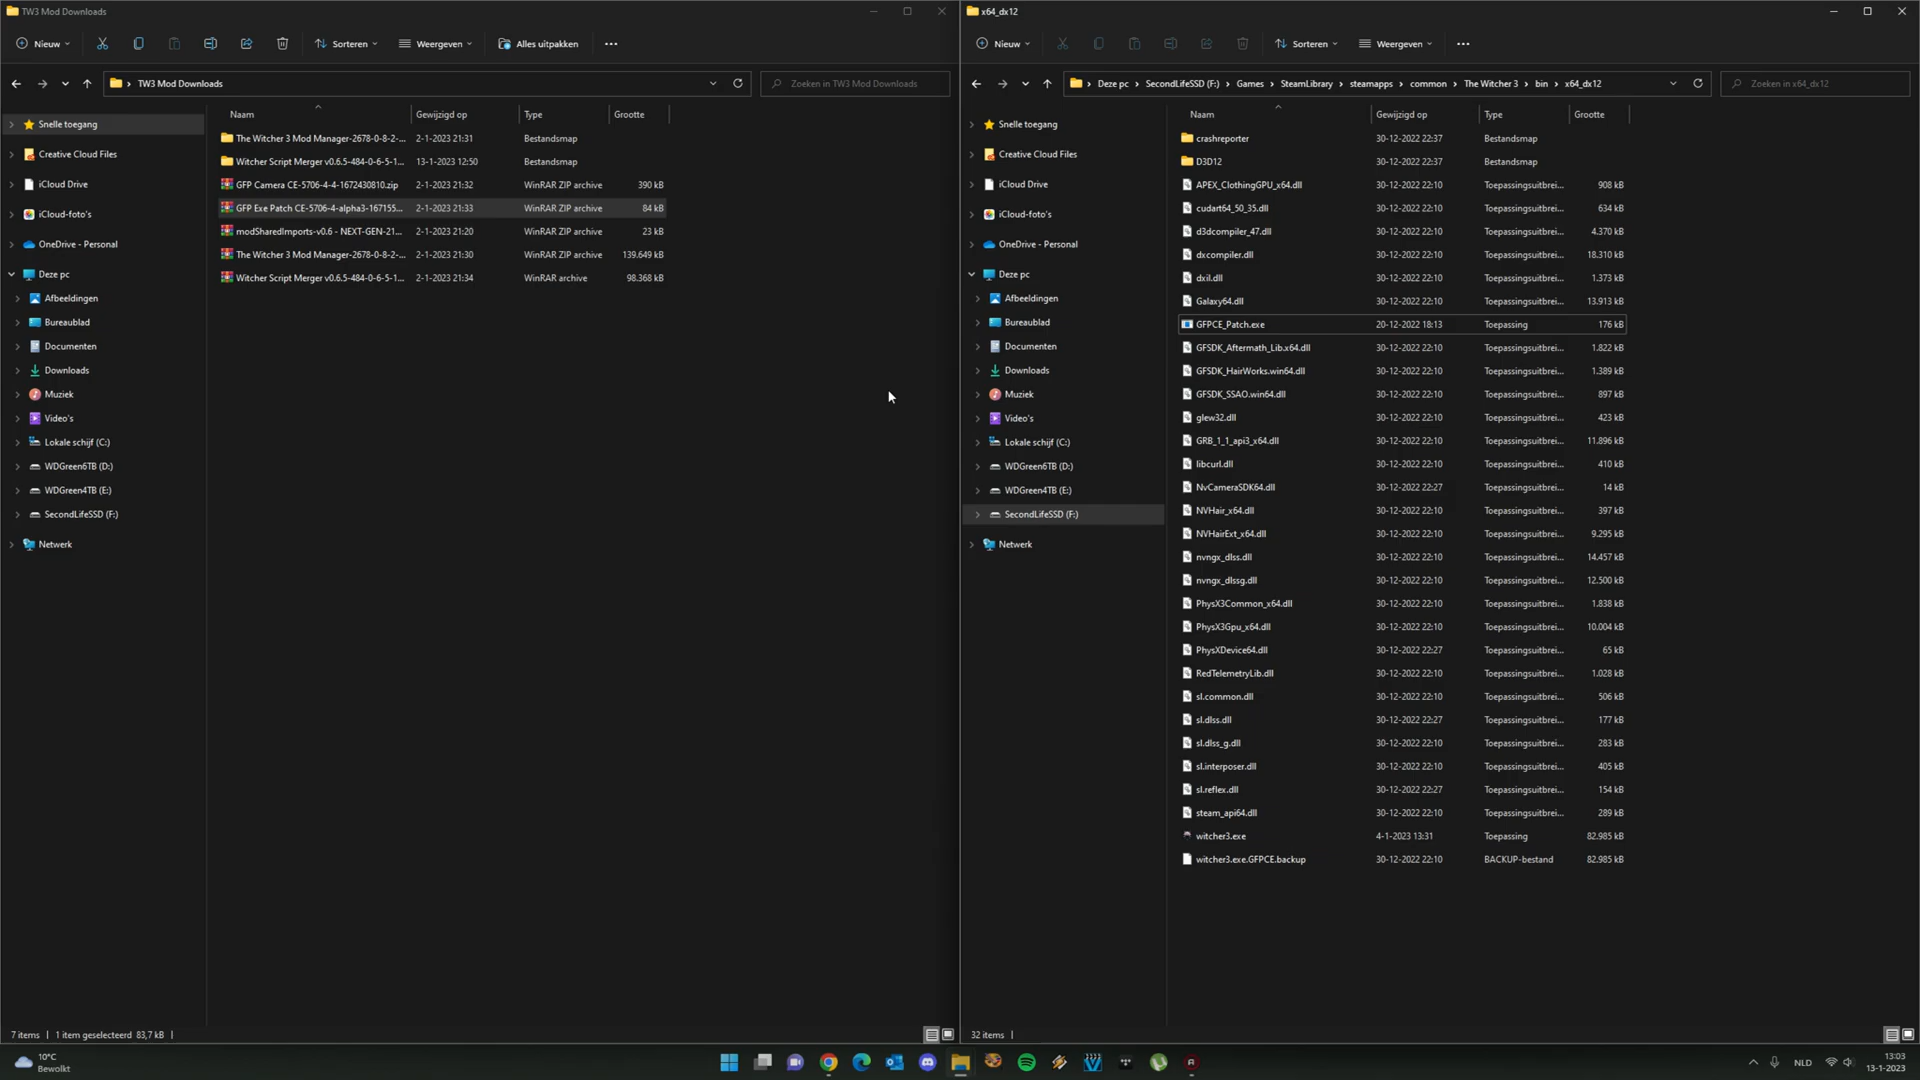 TW3 Mod Downloads
Nieuw
Sorteren
Weergeven
Alles uitpakken
TW3 Mod Downloads
Zoeken in TW3 Mod Downloads
Naam Gewijzigd op Type Grootte
The Witcher 3 Mod Manager-2678-0-8-2-... 2-1-2023 21:31 Bestandsmap
Witcher Script Merger v0.6.5-484-0-6-5-1... 13-1-2023 12:50 Bestandsmap
GFP Camera CE-5706-4-4-1672430810.zip 2-1-2023 21:32 WinRAR ZIP archive 390 kB
GFP Exe Patch CE-5706-4-alpha3-167155... 2-1-2023 21:33 WinRAR ZIP archive 84 kB
modSharedImports-v0.6 - NEXT-GEN-21... 2-1-2023 21:20 WinRAR ZIP archive 23 kB
The Witcher 3 Mod Manager-2678-0-8-2-... 2-1-2023 21:30 WinRAR ZIP archive 139.649 kB
Witcher Script Merger v0.6.5-484-0-6-5-1... 2-1-2023 21:34 WinRAR archive 98.368 kB
Snelle toegang
Creative Cloud Files
iCloud Drive
iCloud-foto's
OneDrive - Personal
Deze pc
Afbeeldingen
Bureaublad
Documenten
Downloads
Muziek
Video's
Lokale schijf (C:)
WDGreen6TB (D:)
WDGreen4TB (E:)
SecondLifeSSD (F:)
Netwerk
7 items 1 item geselecteerd 83,7 kB
x64_dx12
Nieuw
Sorteren
Weergeven
Deze pc
SecondLifeSSD (F:)
Games
SteamLibrary
steamapps
common
The Witcher 3
bin
x64_dx12
Zoeken in x64_dx12
Snelle toegang
Creative Cloud Files
iCloud Drive
iCloud-foto's
OneDrive - Personal
Deze pc
Afbeeldingen
Bureaublad
Documenten
Downloads
Muziek
Video's
Lokale schijf (C:)
WDGreen6TB (D:)
WDGreen4TB (E:)
SecondLifeSSD (F:)
Netwerk
Naam Gewijzigd op Type Grootte
crashreporter 30-12-2022 22:37 Bestandsmap
D3D12 30-12-2022 22:37 Bestandsmap
APEX_ClothingGPU_x64.dll 30-12-2022 22:10 Toepassingsuitbrei... 908 kB
cudart64_50_35.dll 30-12-2022 22:10 Toepassingsuitbrei... 634 kB
d3dcompiler_47.dll 30-12-2022 22:10 Toepassingsuitbrei... 4.370 kB
dxcompiler.dll 30-12-2022 22:10 Toepassingsuitbrei... 18.310 kB
dxil.dll 30-12-2022 22:10 Toepassingsuitbrei... 1.373 kB
Galaxy64.dll 30-12-2022 22:10 Toepassingsuitbrei... 13.913 kB
GFPCE_Patch.exe 20-12-2022 18:13 Toepassing 176 kB
GFSDK_Aftermath_Lib.x64.dll 30-12-2022 22:10 Toepassingsuitbrei... 1.822 kB
GFSDK_HairWorks.win64.dll 30-12-2022 22:10 Toepassingsuitbrei... 1.389 kB
GFSDK_SSAO.win64.dll 30-12-2022 22:10 Toepassingsuitbrei... 897 kB
glew32.dll 30-12-2022 22:10 Toepassingsuitbrei... 423 kB
GRB_1_1_api3_x64.dll 30-12-2022 22:10 Toepassingsuitbrei... 11.896 kB
libcurl.dll 30-12-2022 22:10 Toepassingsuitbrei... 410 kB
NvCameraSDK64.dll 30-12-2022 22:27 Toepassingsuitbrei... 14 kB
NVHair_x64.dll 30-12-2022 22:10 Toepassingsuitbrei... 397 kB
NVHairExt_x64.dll 30-12-2022 22:10 Toepassingsuitbrei... 9.295 kB
nvngx_dlss.dll 30-12-2022 22:10 Toepassingsuitbrei... 14.457 kB
nvngx_dlssg.dll 30-12-2022 22:10 Toepassingsuitbrei... 12.500 kB
PhysX3Common_x64.dll 30-12-2022 22:10 Toepassingsuitbrei... 1.838 kB
PhysX3Gpu_x64.dll 30-12-2022 22:10 Toepassingsuitbrei... 10.004 kB
PhysXDevice64.dll 30-12-2022 22:27 Toepassingsuitbrei... 65 kB
RedTelemetryLib.dll 30-12-2022 22:10 Toepassingsuitbrei... 1.028 kB
sl.common.dll 30-12-2022 22:10 Toepassingsuitbrei... 506 kB
sl.dlss.dll 30-12-2022 22:27 Toepassingsuitbrei... 177 kB
sl.dlss_g.dll 30-12-2022 22:10 Toepassingsuitbrei... 283 kB
sl.interposer.dll 30-12-2022 22:10 Toepassingsuitbrei... 405 kB
sl.reflex.dll 30-12-2022 22:27 Toepassingsuitbrei... 154 kB
steam_api64.dll 30-12-2022 22:10 Toepassingsuitbrei... 289 kB
witcher3.exe 4-1-2023 13:31 Toepassing 82.985 kB
witcher3.exe.GFPCE.backup 30-12-2022 22:10 BACKUP-bestand 82.985 kB
32 items
10°C
Bewolkt
NLD
13:03
13-1-2023